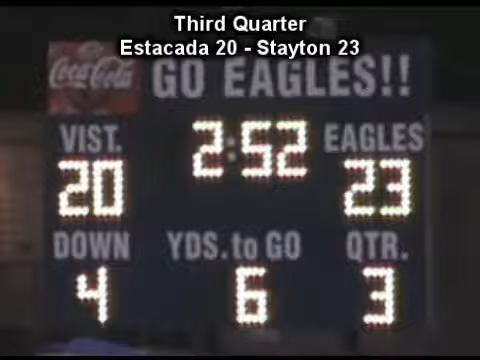 Third Quarter
Estacada 20 - Stayton 23
Coca-Cola
GO EAGLES!!
VIST. 2:52 EAGLES
20 23
DOWN YDS. to GO QTR.
4 6 3